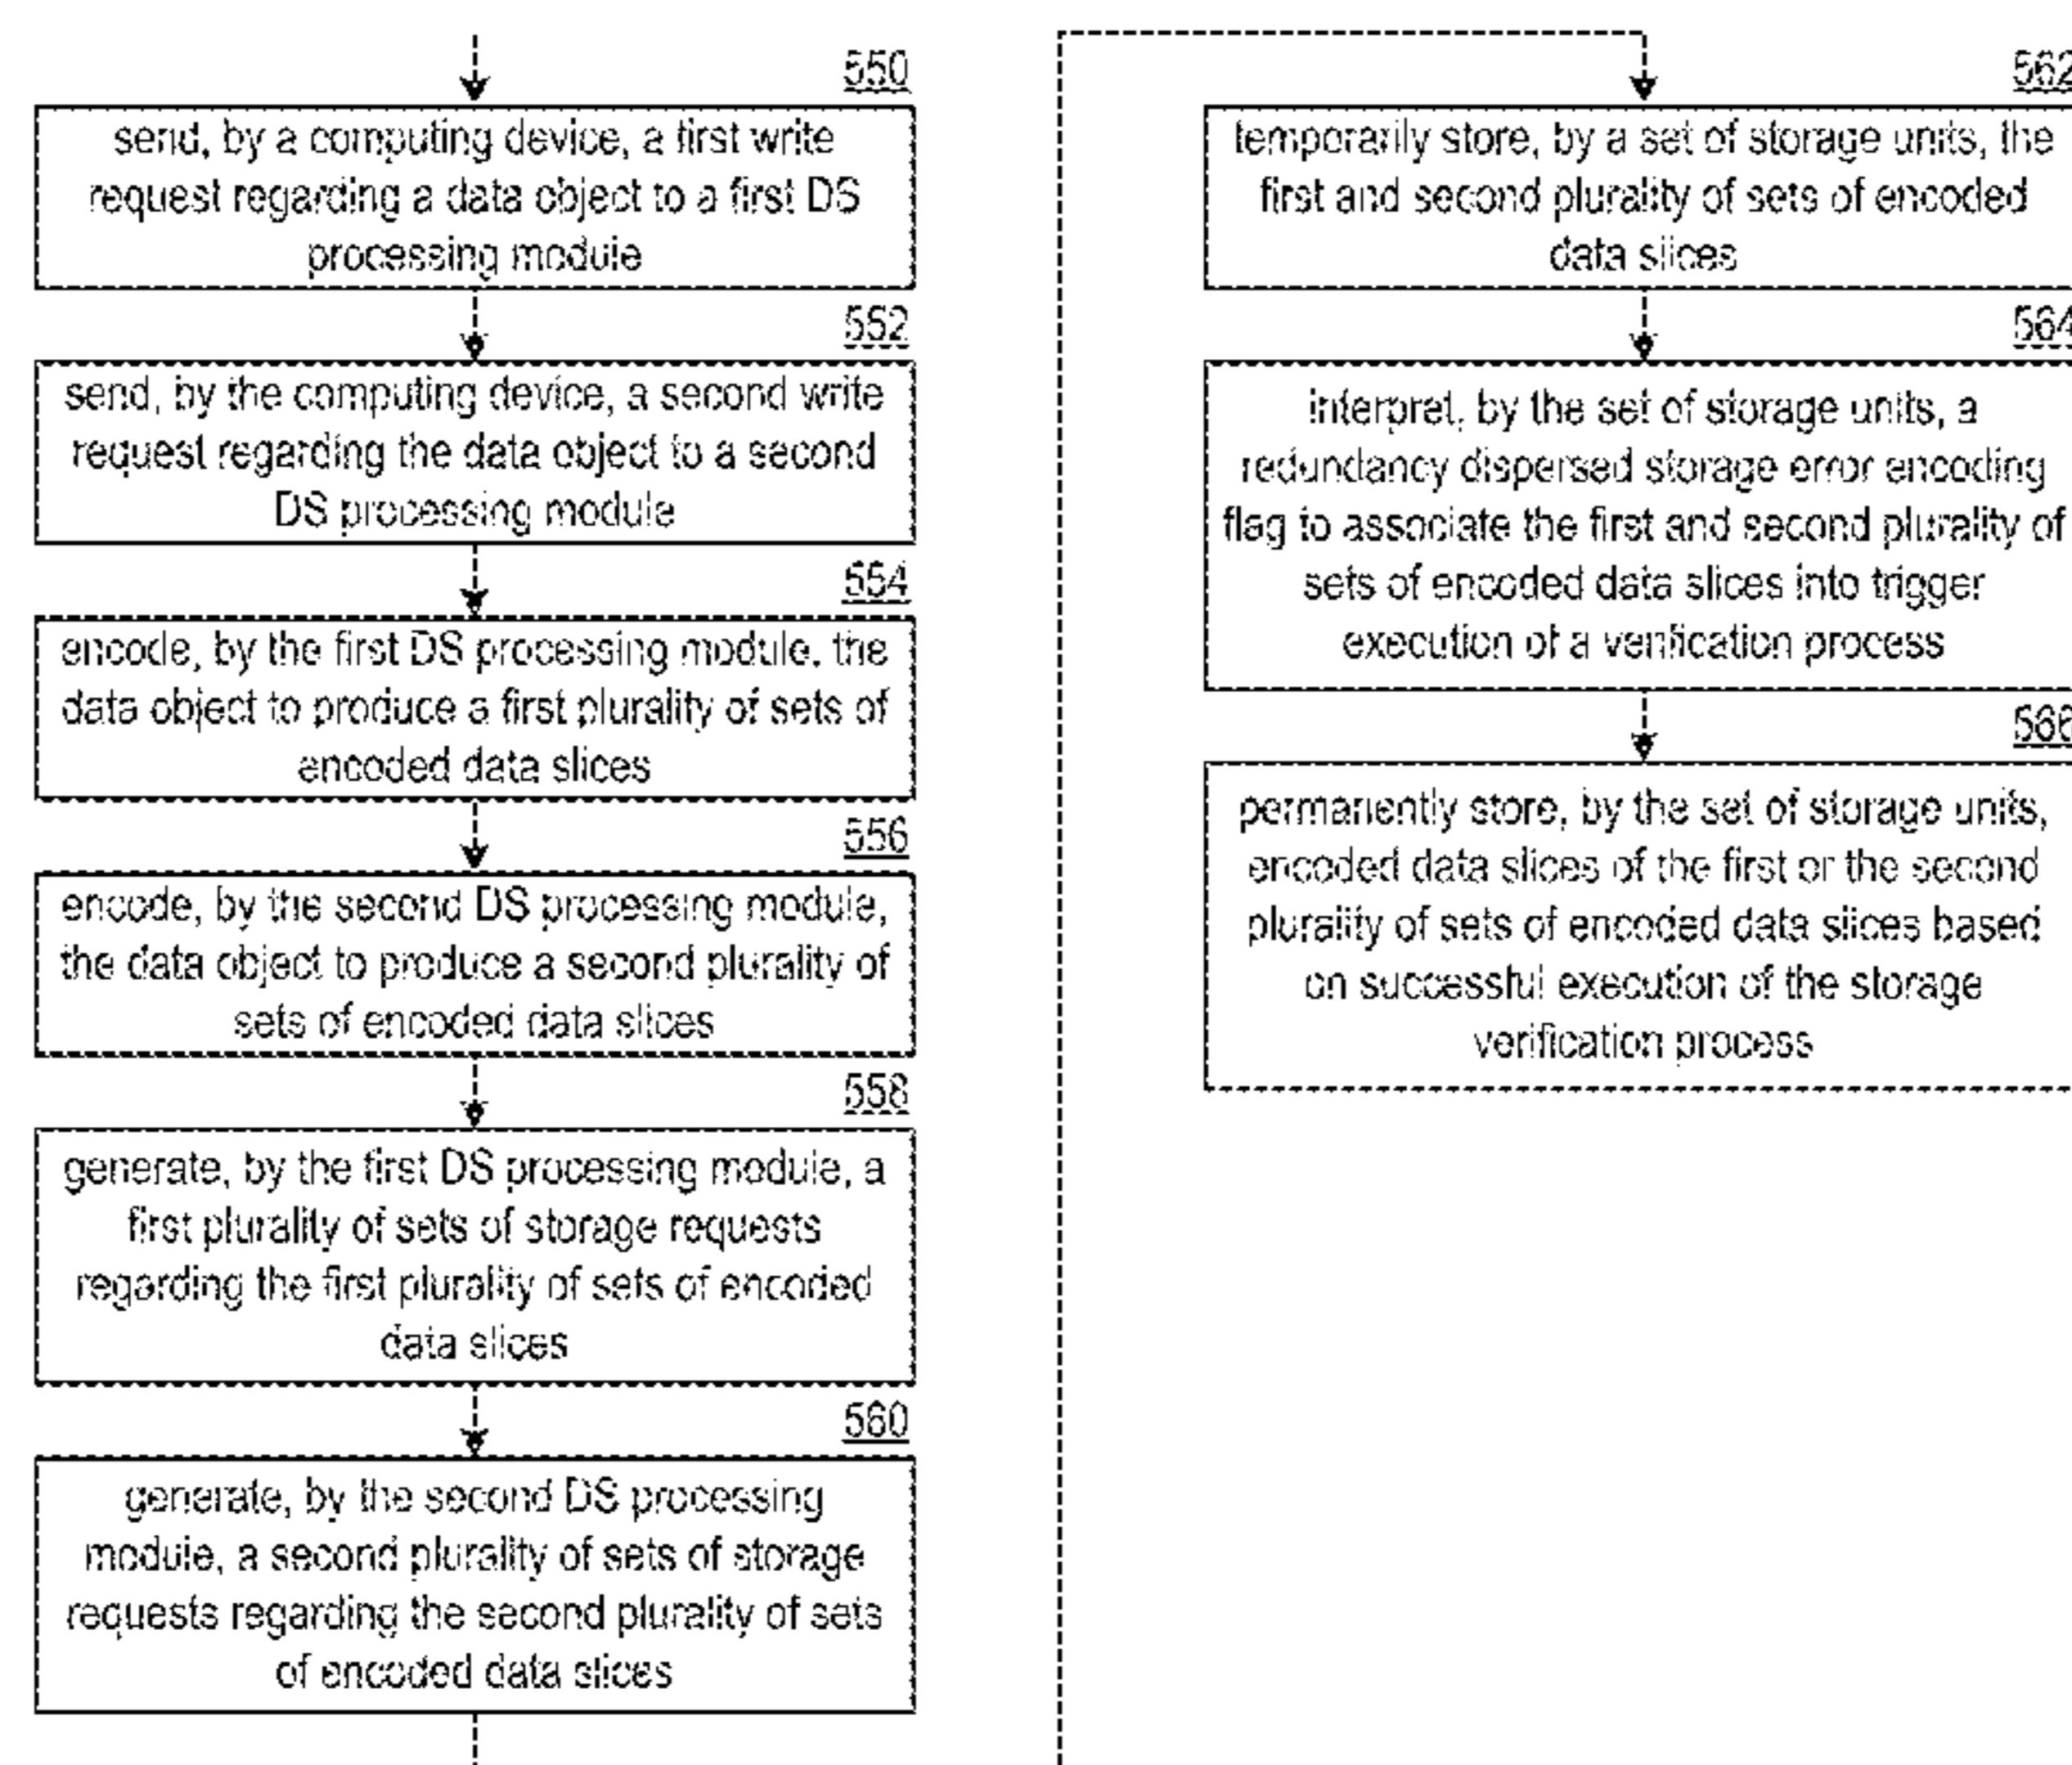 550
send, by a computing device, a first write
request regarding a data object to a first DS
processing module
552
send, by the computing device, a second write
request regarding the data object to a second
DS processing module
554
encode, by the first DS processing module, the
data object to produce a first plurality of sets of
encoded data slices
556
encode, by the second DS processing module,
the data object to produce a second plurality of
sets of encoded data slices
558
generate, by the first DS processing module, a
first plurality of sets of storage requests
regarding the first plurality of sets of encoded
data slices
560
generate, by the second DS processing
module, a second plurality of sets of storage
requests regarding the second plurality of sets
of encoded data slices
562
temporarily store, by a set of storage units, the
first and second plurality of sets of encoded
data slices
564
interpret, by the set of storage units, a
redundancy dispersed storage error encoding
flag to associate the first and second plurality of
sets of encoded data slices into trigger
execution of a verification process
566
permanently store, by the set of storage units,
encoded data slices of the first or the second
plurality of sets of encoded data slices based
on successful execution of the storage
verification process